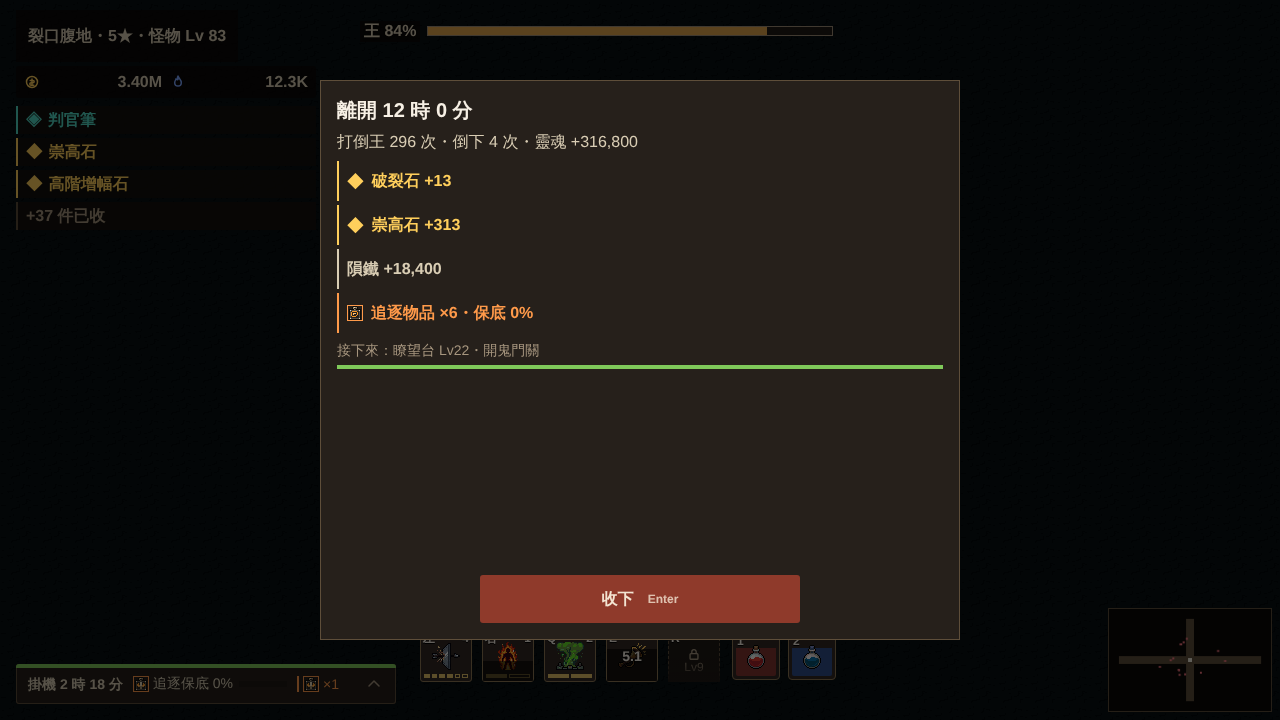 裂口腹地・5★・怪物 Lv 83
王 84%
3.40M 12.3K
判官筆
崇高石
高階增幅石
+37 件已收
離開 12 時 0 分
打倒王 296 次・倒下 4 次・靈魂 +316,800
破裂石 +13
崇高石 +313
隕鐵 +18,400
追逐物品 ×6・保底 0%
接下來：瞭望台 Lv22・開鬼門關
收下 Enter
5.1
Lv9
1
2
掛機 2 時 18 分 追逐保底 0% ×1